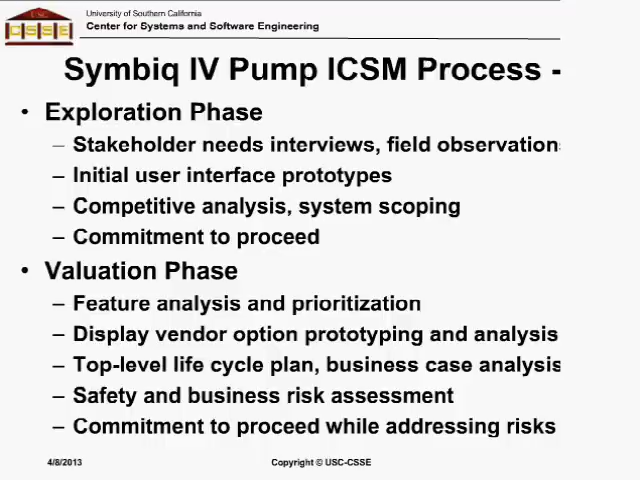 USC
CSSE
University of Southern California
Center for Systems and Software Engineering
Symbiq IV Pump ICSM Process -
• Exploration Phase
– Stakeholder needs interviews, field observation
– Initial user interface prototypes
– Competitive analysis, system scoping
– Commitment to proceed
• Valuation Phase
– Feature analysis and prioritization
– Display vendor option prototyping and analysis
– Top-level life cycle plan, business case analysis
– Safety and business risk assessment
– Commitment to proceed while addressing risks
4/8/2013
Copyright © USC-CSSE